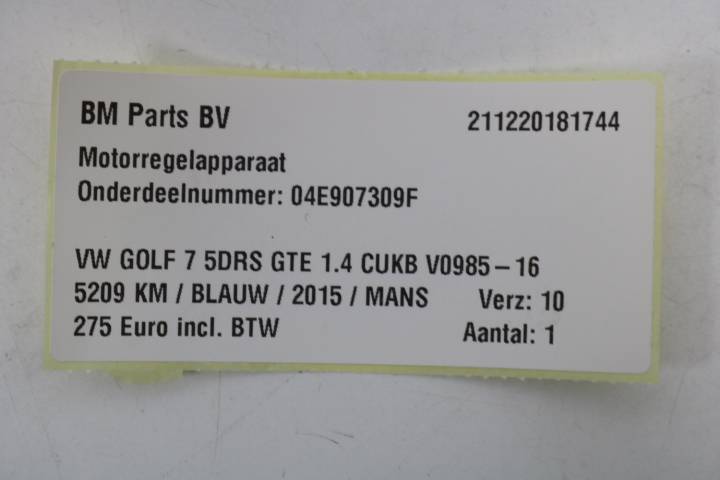 BM Parts BV 211220181744
Motorregelapparaat
Onderdeelnummer: 04E907309F
VW GOLF 7 5DRS GTE 1.4 CUKB V0985-16
5209 KM / BLAUW / 2015 / MANS Verz: 10
275 Euro incl. BTW Aantal: 1